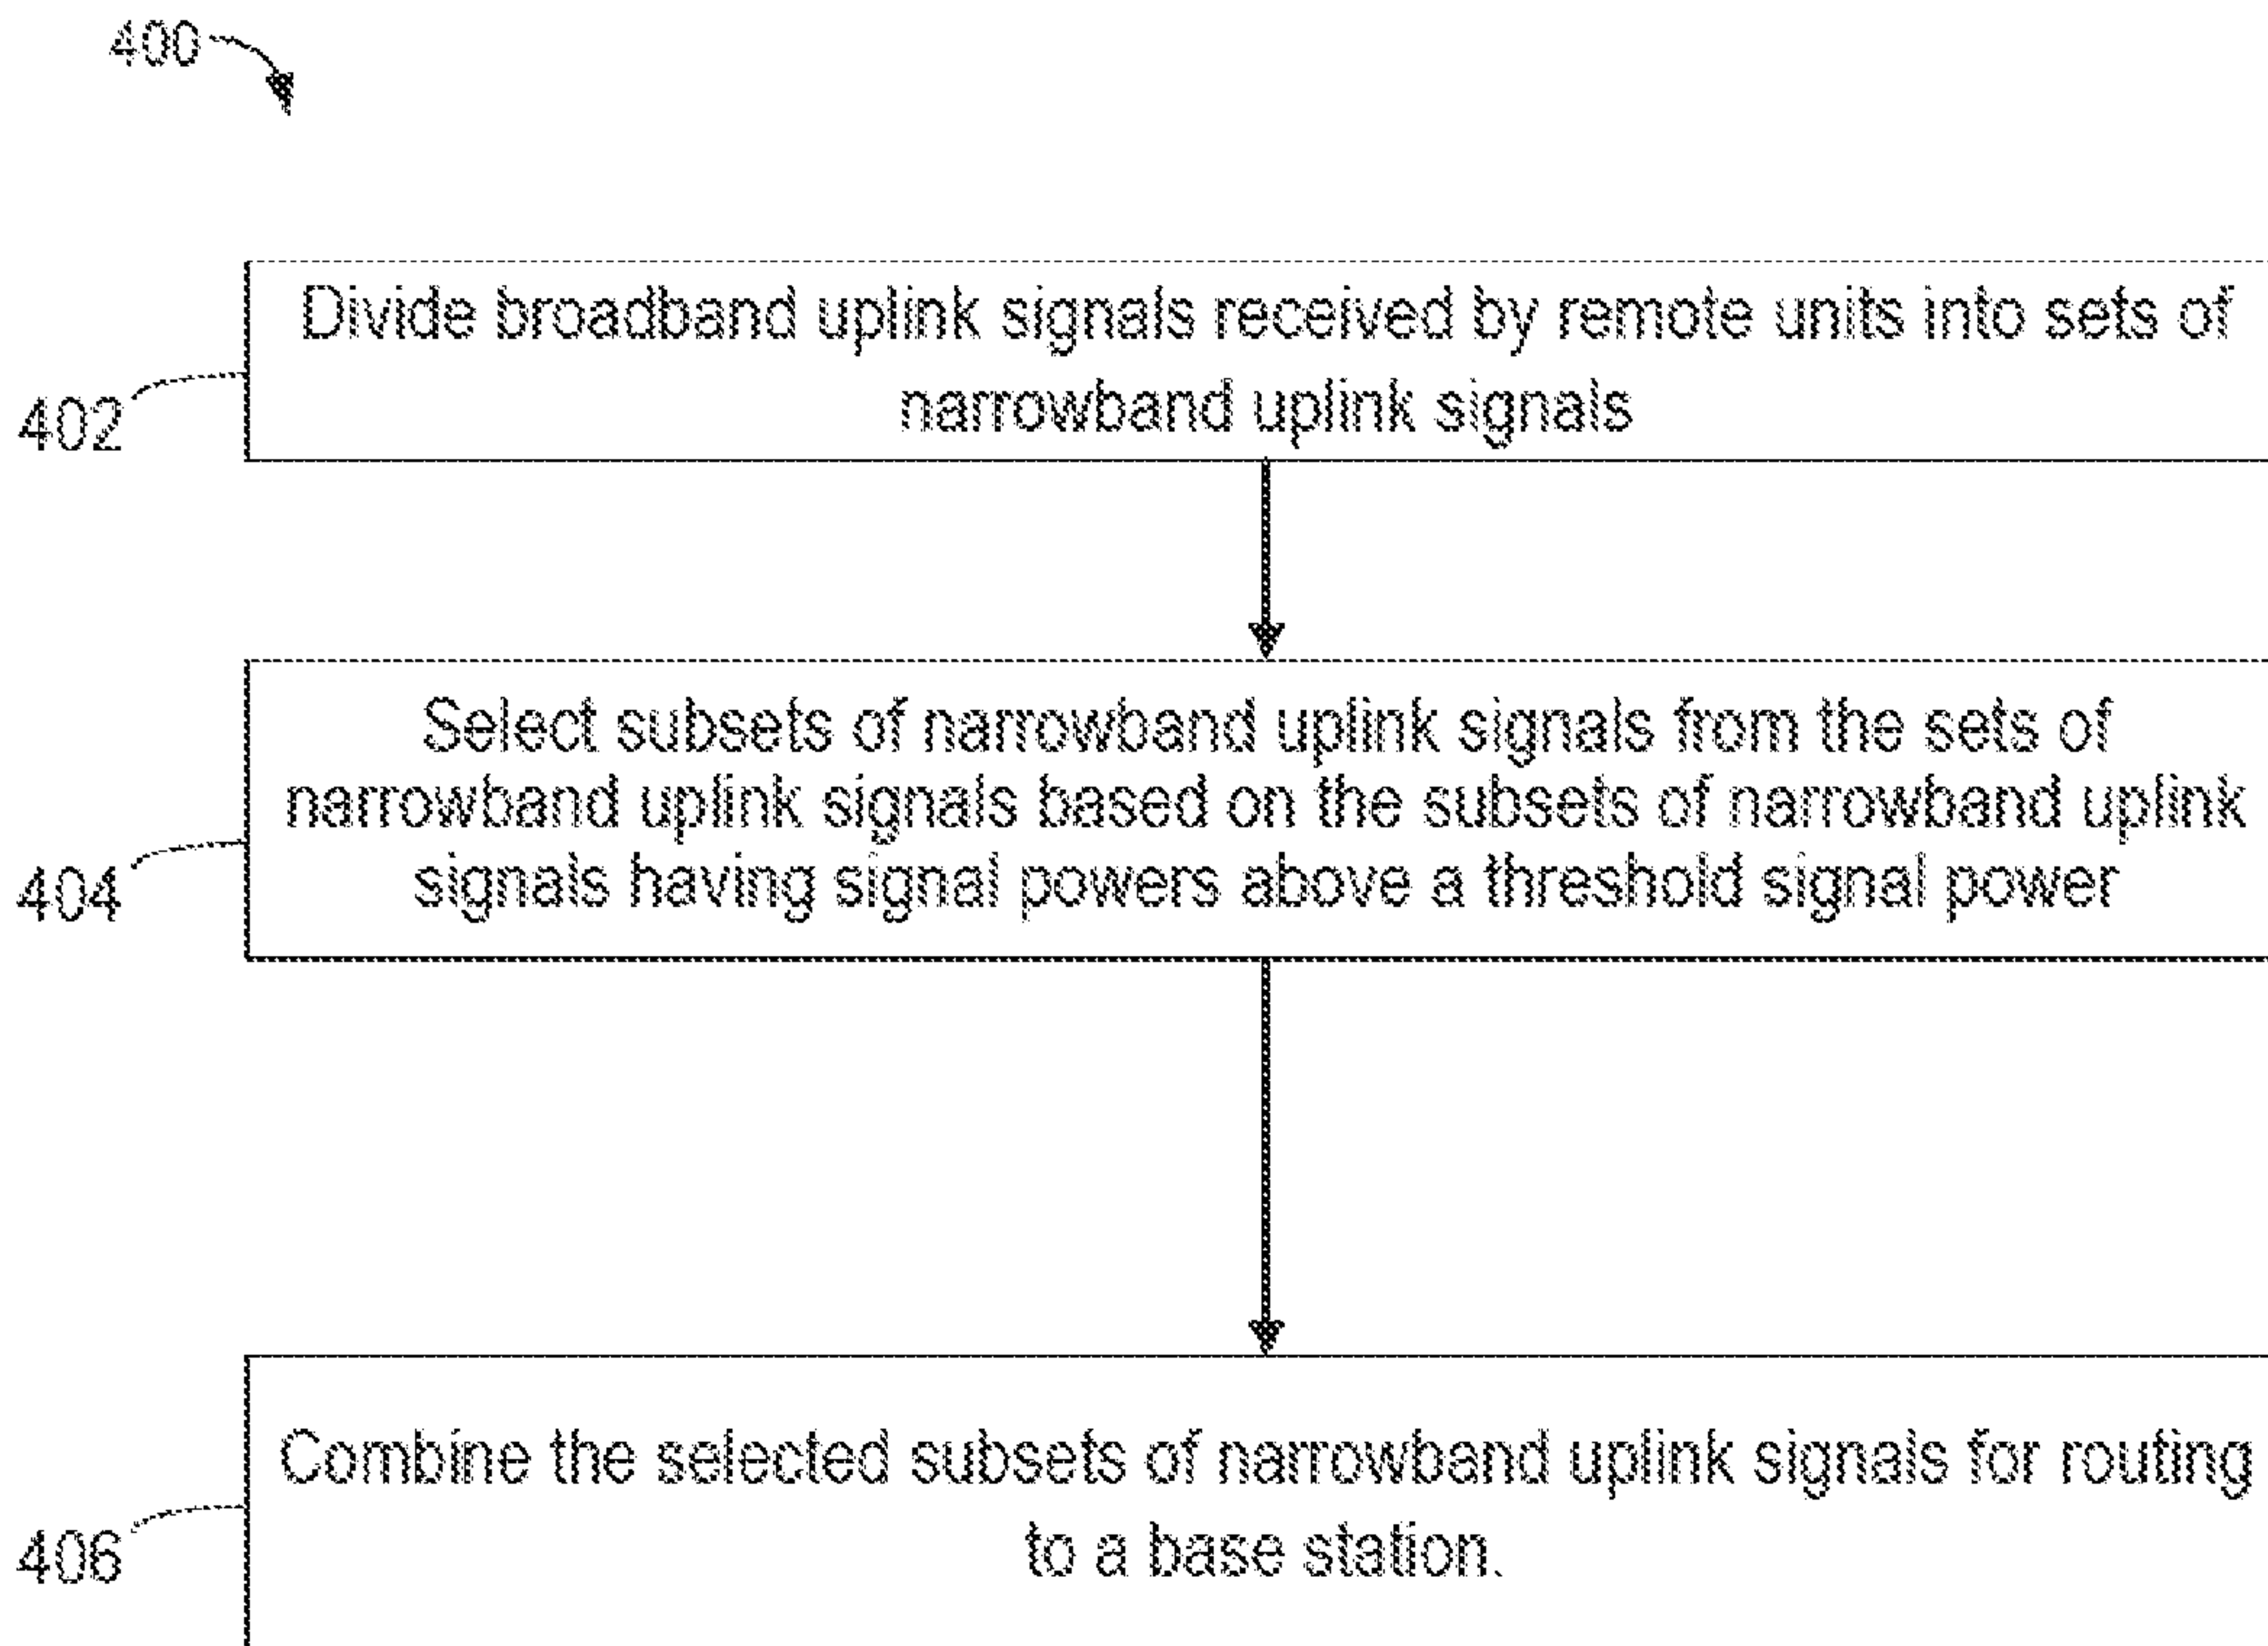 400
Divide broadband uplink signals received by remote units into sets of
narrowband uplink signals
402
Select subsets of narrowband uplink signals from the sets of
narrowband uplink signals based on the subsets of narrowband uplink
signals having signal powers above a threshold signal power
404
Combine the selected subsets of narrowband uplink signals for routing
to a base station.
406